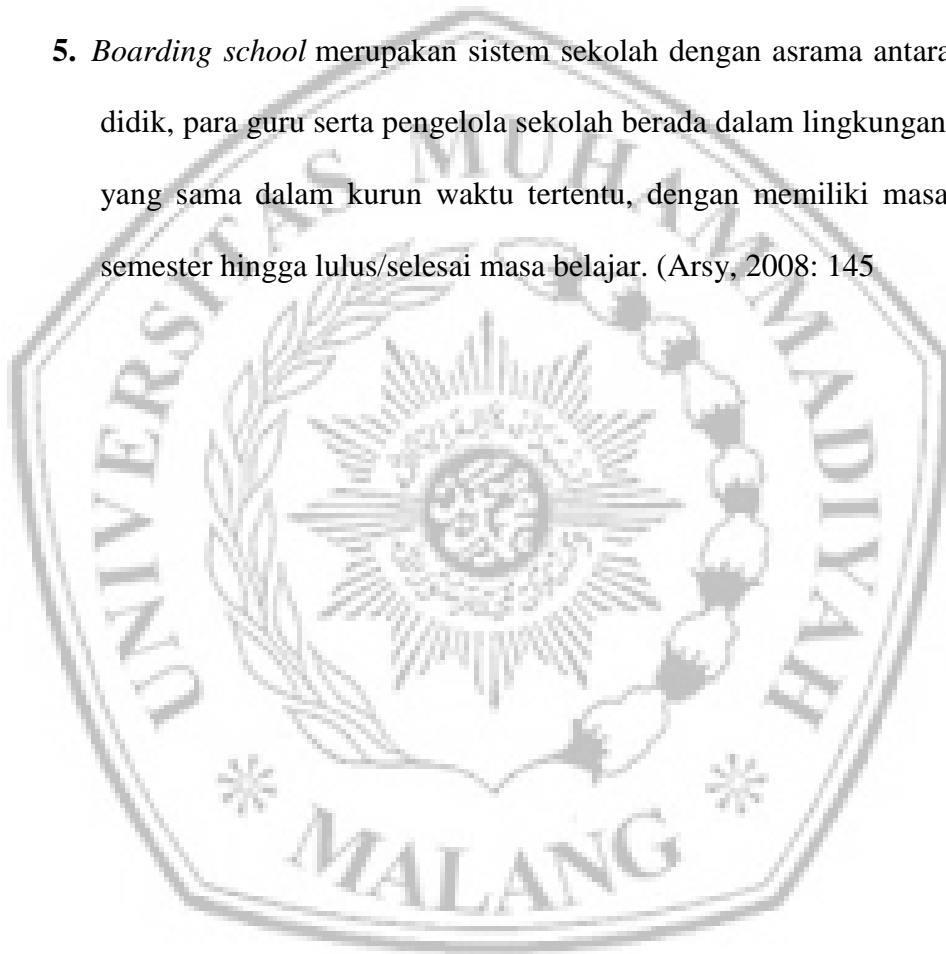 5. Boarding school merupakan sistem sekolah dengan asrama antara
didik, para guru serta pengelola sekolah berada dalam lingkungan
yang sama dalam kurun waktu tertentu, dengan memiliki masa
semester hingga lulus/selesai masa belajar. (Arsy, 2008: 145
UNIVERSITAS MUHAMMADIYAH
MALANG